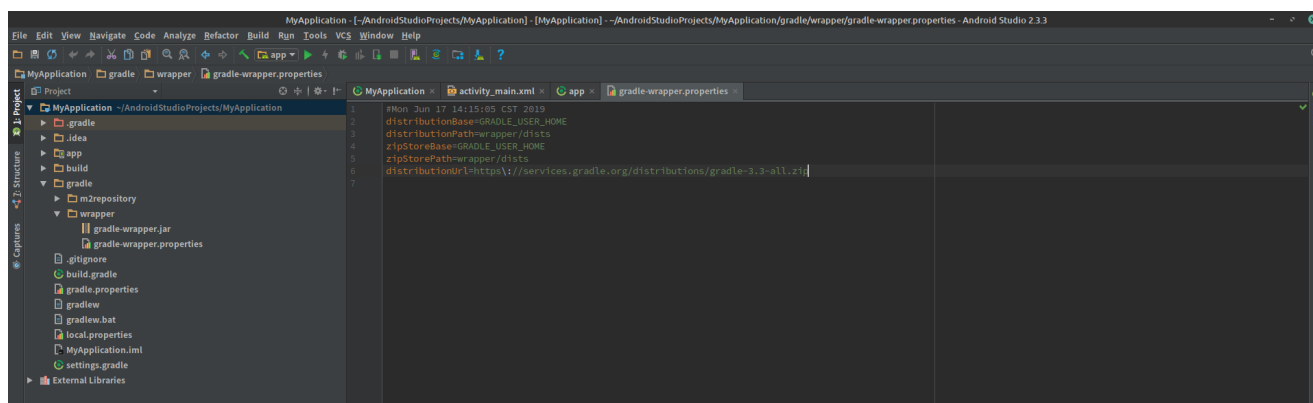 MyApplication - [~/AndroidStudioProjects/MyApplication] - [MyApplication] - ~/AndroidStudioProjects/MyApplication/gradle/wrapper/gradle-wrapper.properties - Android Studio 2.3.3
File Edit View Navigate Code Analyze Refactor Build Run Tools VCS Window Help
app
MyApplication gradle wrapper gradle-wrapper.properties
Project
MyApplication activity_main.xml app gradle-wrapper.properties
1: Project
2: Structure
Captures
MyApplication ~/AndroidStudioProjects/MyApplication
.gradle
.idea
app
build
gradle
m2repository
wrapper
gradle-wrapper.jar
gradle-wrapper.properties
.gitignore
build.gradle
gradle.properties
gradlew
gradlew.bat
local.properties
MyApplication.iml
settings.gradle
External Libraries
1 #Mon Jun 17 14:15:05 CST 2019
2 distributionBase=GRADLE_USER_HOME
3 distributionPath=wrapper/dists
4 zipStoreBase=GRADLE_USER_HOME
5 zipStorePath=wrapper/dists
6 distributionUrl=https\://services.gradle.org/distributions/gradle-3.3-all.zip
7